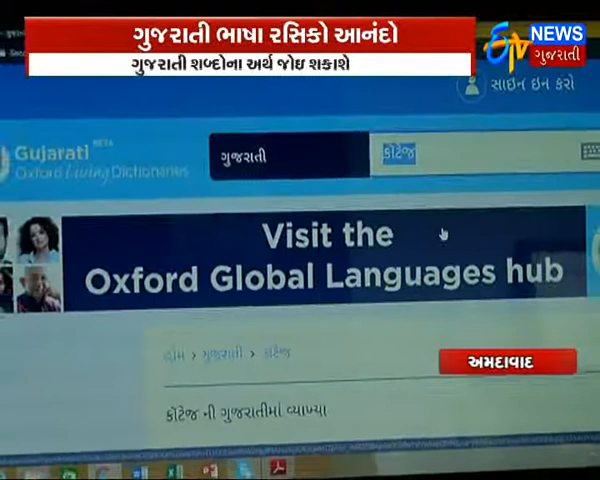 ગુજરાતી ભાષા રસિકો આનંદો
ગુજરાતી શબ્દોના અર્થ જોઇ શકાશે
ETV NEWS
ગુજરાતી
સાઇન ઇન કરો
Gujarati BETA
Oxford Living Dictionaries
ગુજરાતી
કૉટેજ
Visit the
Oxford Global Languages hub
હોમ > ગુજરાતી > કૉટેજ
અમદાવાદ
કૉટેજ ની ગુજરાતીમાં વ્યાખ્યા